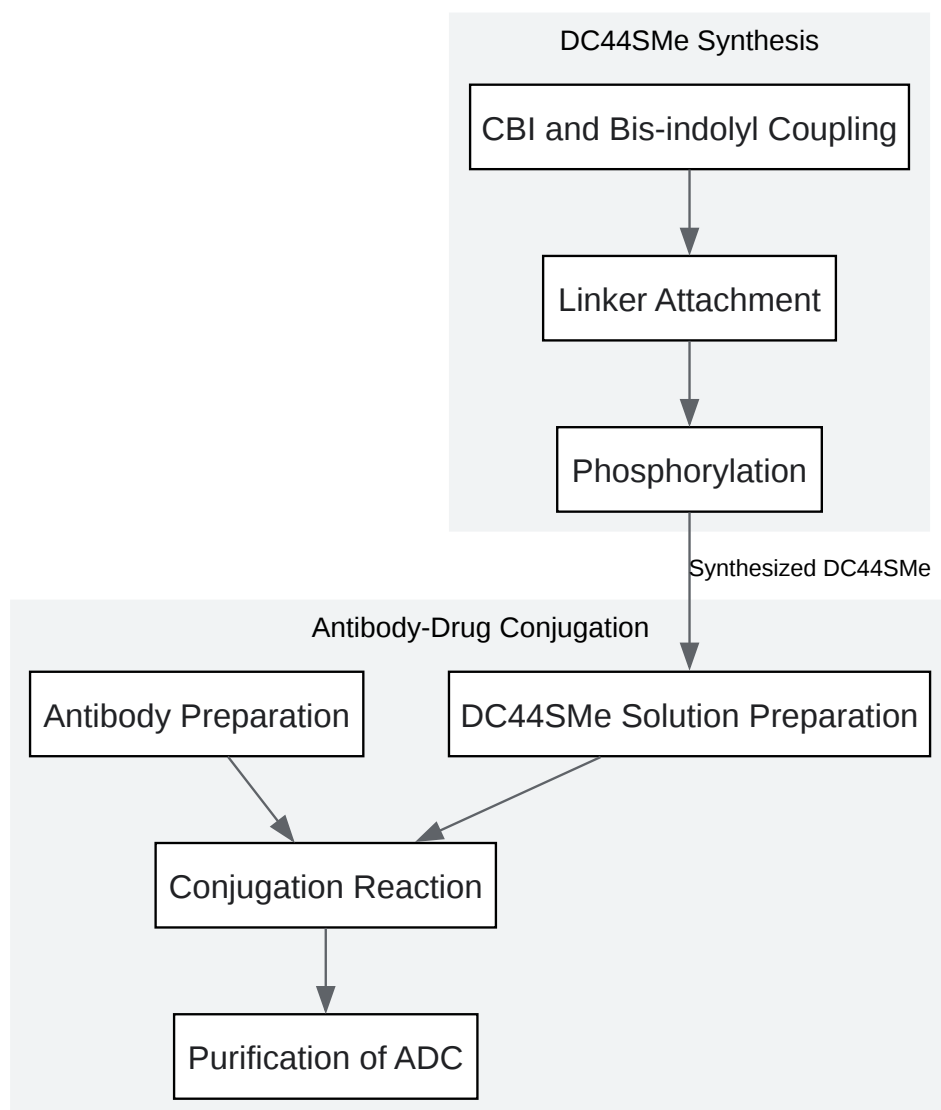 DC44SMe Synthesis
CBI and Bis-indolyl Coupling
Linker Attachment
Phosphorylation
Synthesized DC44SMe
Antibody-Drug Conjugation
Antibody Preparation
DC44SMe Solution Preparation
Conjugation Reaction
Purification of ADC